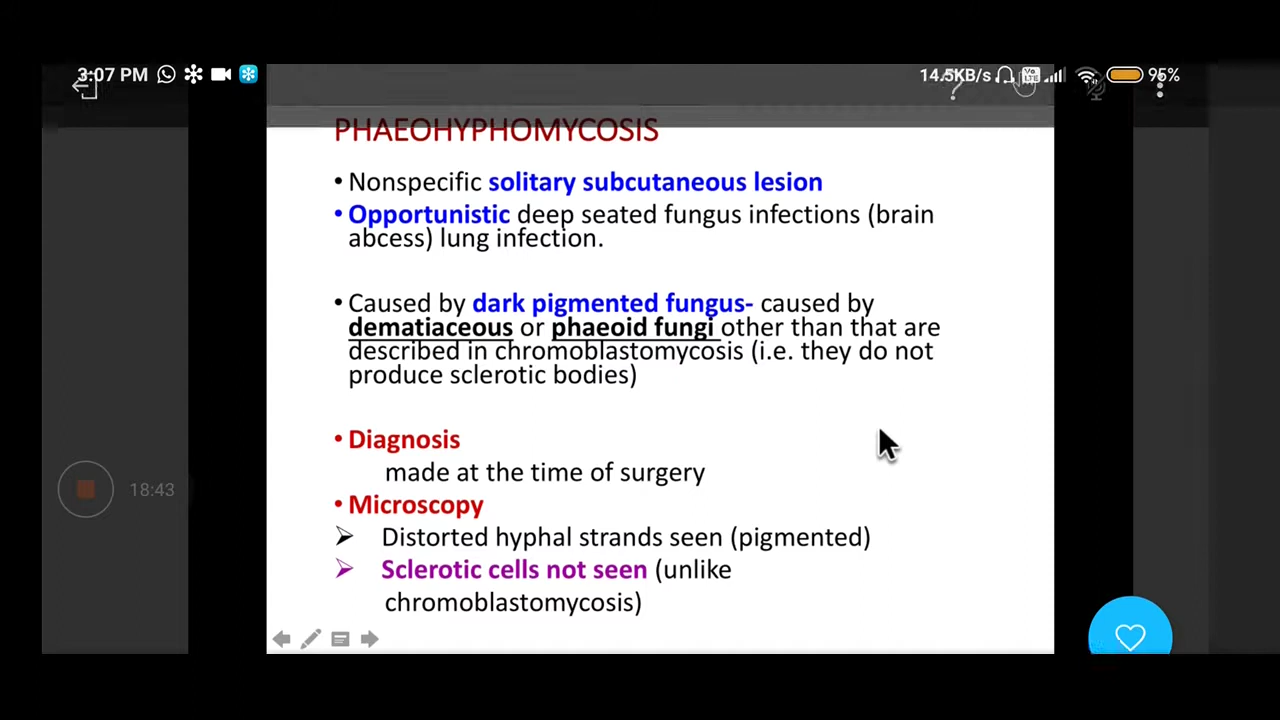 3:07 PM 14.5KB/s Vo LTE 95%
PHAEOHYPHOMYCOSIS
• Nonspecific solitary subcutaneous lesion
• Opportunistic deep seated fungus infections (brain
abcess) lung infection.
• Caused by dark pigmented fungus- caused by
dematiaceous or phaeoid fungi other than that are
described in chromoblastomycosis (i.e. they do not
produce sclerotic bodies)
• Diagnosis
made at the time of surgery
18:43
• Microscopy
➢ Distorted hyphal strands seen (pigmented)
➢ Sclerotic cells not seen (unlike
chromoblastomycosis)